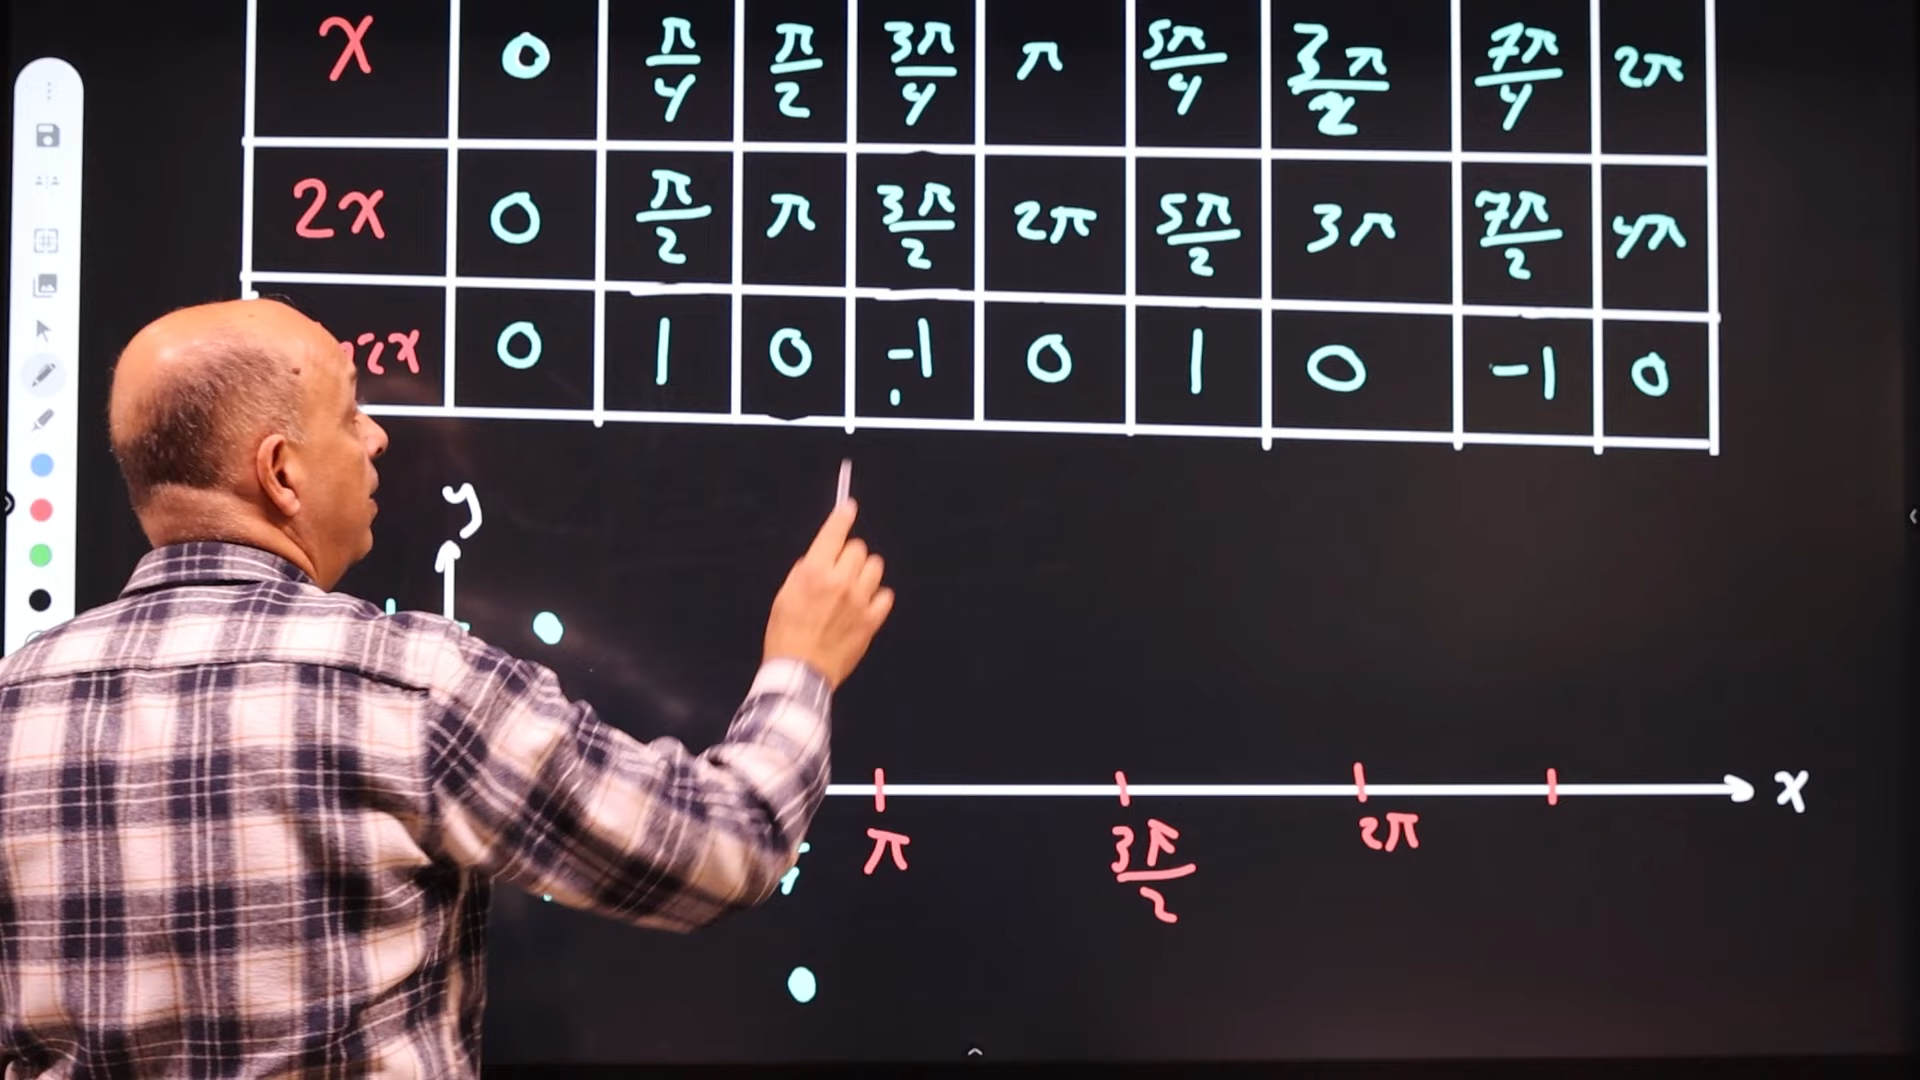 x 0 π/4 π/2 3π/4 π 5π/4 3π/2 7π/4 2π
2x 0 π/2 π 3π/2 2π 5π/2 3π 7π/2 4π
2x 0 1 0 -1 0 1 0 -1 0
y
x
π 3π/2 2π